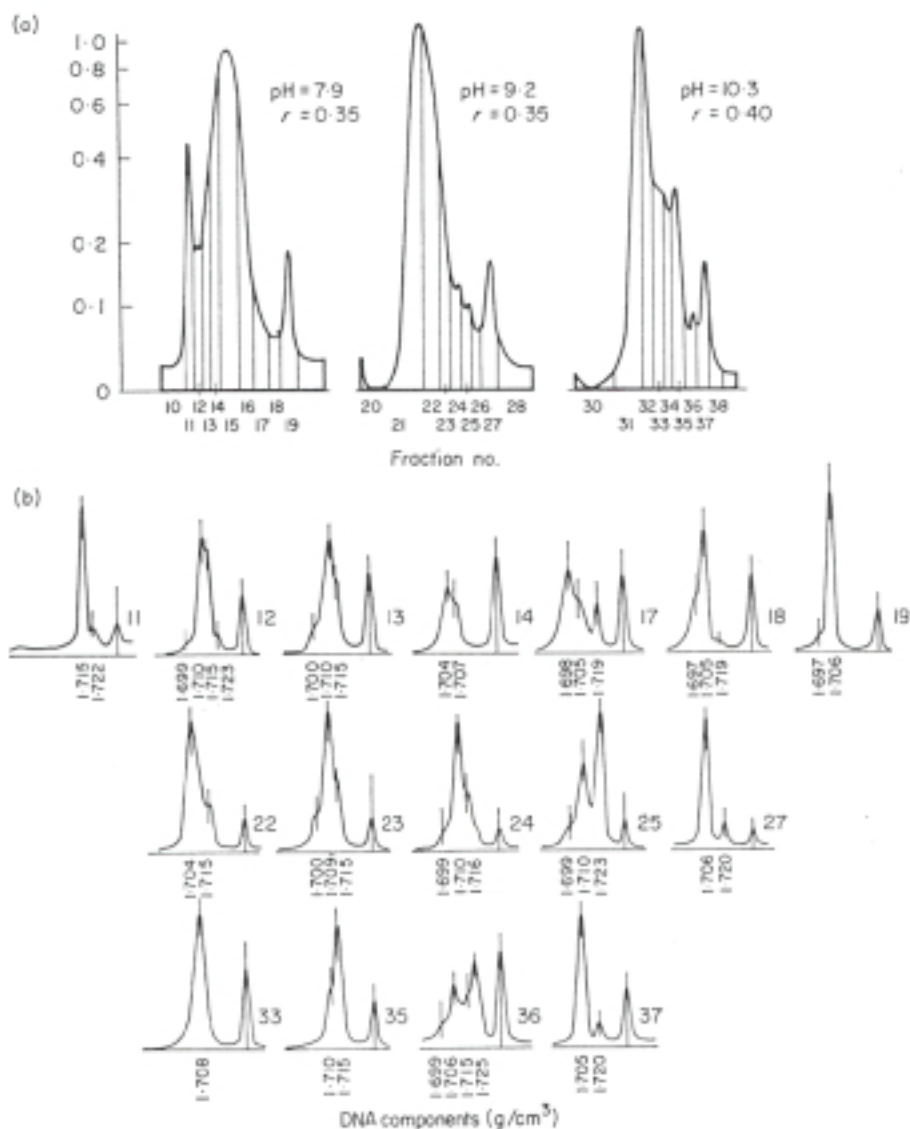 (a)
1·0
0·8
0·6
0·4
0·2
0·1
0
pH = 7·9
r = 0·35
pH = 9·2
r = 0·35
pH = 10·3
r = 0·40
10 12 14 16 18
11 13 15 17 19
20 22 24 26 28
21 23 25 27
30 32 34 36 38
31 33 35 37
Fraction no.
(b)
11 12 13 14 17 18 19
1·715 1·722
1·699 1·710 1·715 1·723
1·700 1·710 1·715
1·704 1·707
1·698 1·705 1·719
1·697 1·705 1·719
1·697 1·706
22 23 24 25 27
1·704 1·715
1·700 1·709 1·715
1·699 1·710 1·716
1·699 1·710 1·723
1·706 1·720
33 35 36 37
1·708
1·710 1·715
1·699 1·706 1·715 1·725
1·705 1·720
DNA components (g/cm³)